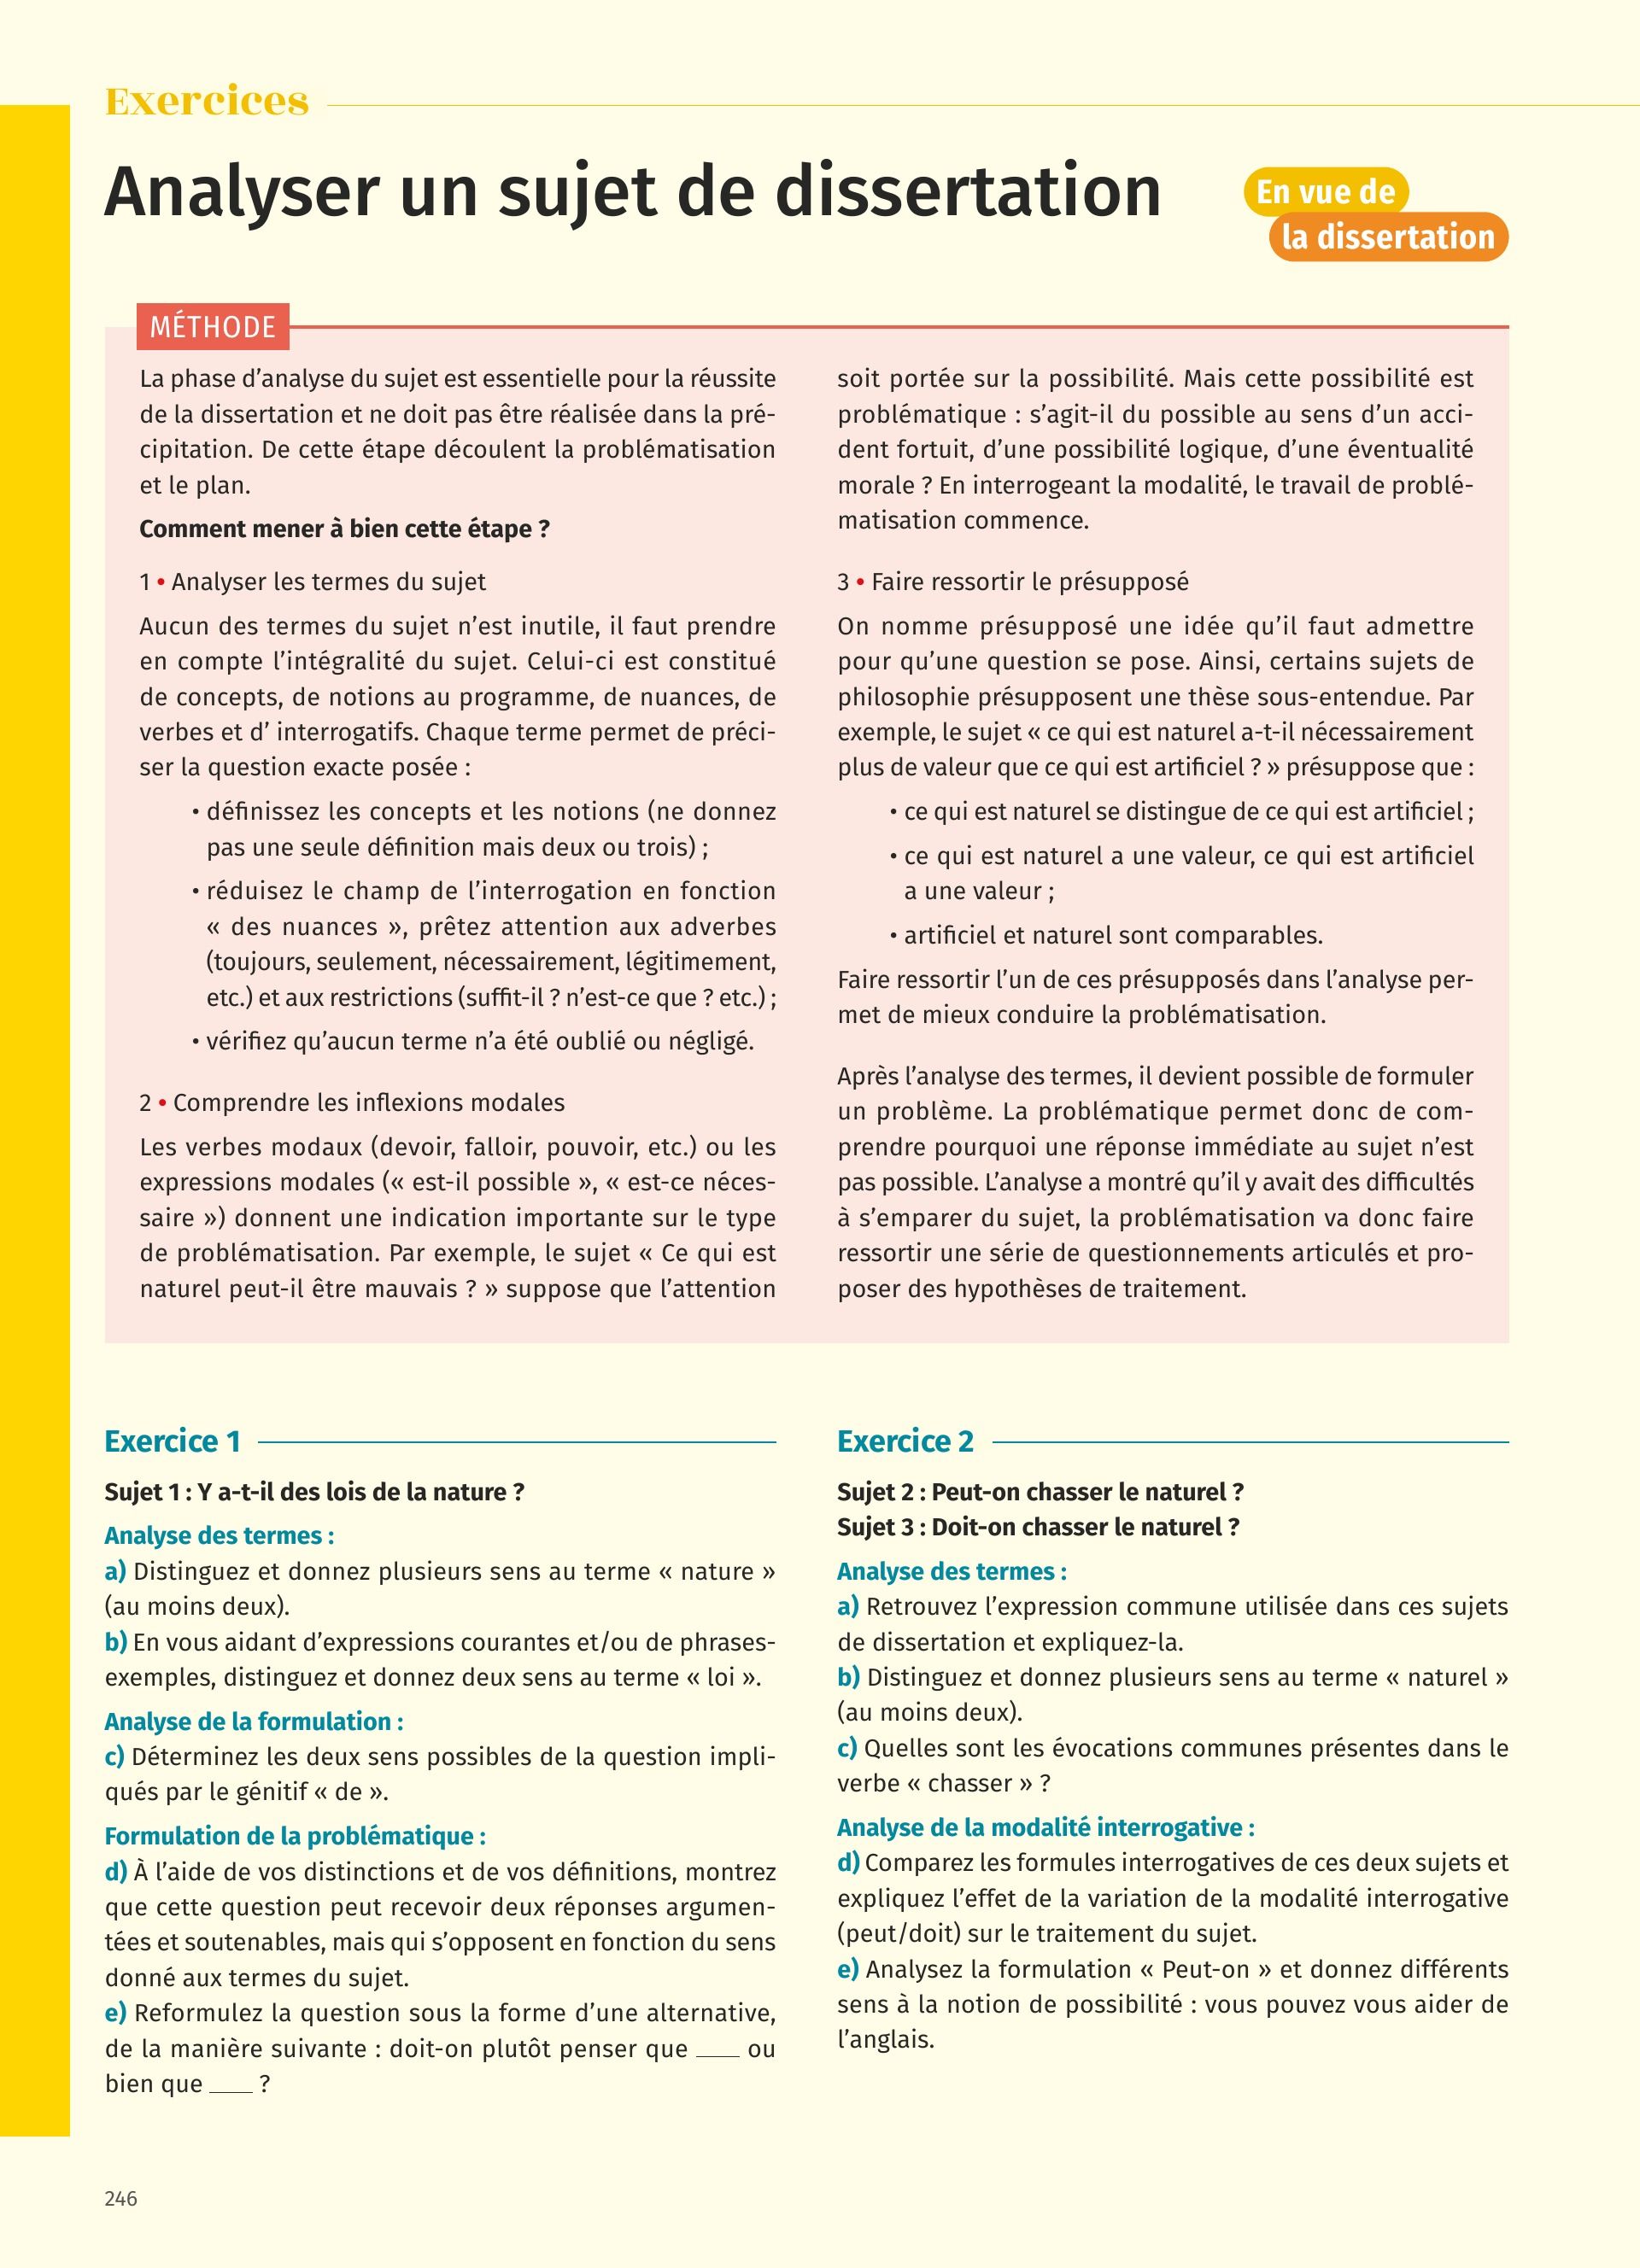 Exercices
Analyser un sujet de dissertation
En vue de
la dissertation
MÉTHODE
La phase d’analyse du sujet est essentielle pour la réussite
de la dissertation et ne doit pas être réalisée dans la pré-
cipitation. De cette étape découlent la problématisation
et le plan.
Comment mener à bien cette étape ?
1 • Analyser les termes du sujet
Aucun des termes du sujet n’est inutile, il faut prendre
en compte l’intégralité du sujet. Celui-ci est constitué
de concepts, de notions au programme, de nuances, de
verbes et d’ interrogatifs. Chaque terme permet de préci-
ser la question exacte posée :
• définissez les concepts et les notions (ne donnez
pas une seule définition mais deux ou trois) ;
• réduisez le champ de l’interrogation en fonction
« des nuances », prêtez attention aux adverbes
(toujours, seulement, nécessairement, légitimement,
etc.) et aux restrictions (suffit-il ? n’est-ce que ? etc.) ;
• vérifiez qu’aucun terme n’a été oublié ou négligé.
2 • Comprendre les inflexions modales
Les verbes modaux (devoir, falloir, pouvoir, etc.) ou les
expressions modales (« est-il possible », « est-ce néces-
saire ») donnent une indication importante sur le type
de problématisation. Par exemple, le sujet « Ce qui est
naturel peut-il être mauvais ? » suppose que l’attention
soit portée sur la possibilité. Mais cette possibilité est
problématique : s’agit-il du possible au sens d’un acci-
dent fortuit, d’une possibilité logique, d’une éventualité
morale ? En interrogeant la modalité, le travail de problé-
matisation commence.
3 • Faire ressortir le présupposé
On nomme présupposé une idée qu’il faut admettre
pour qu’une question se pose. Ainsi, certains sujets de
philosophie présupposent une thèse sous-entendue. Par
exemple, le sujet « ce qui est naturel a-t-il nécessairement
plus de valeur que ce qui est artificiel ? » présuppose que :
• ce qui est naturel se distingue de ce qui est artificiel ;
• ce qui est naturel a une valeur, ce qui est artificiel
a une valeur ;
• artificiel et naturel sont comparables.
Faire ressortir l’un de ces présupposés dans l’analyse per-
met de mieux conduire la problématisation.
Après l’analyse des termes, il devient possible de formuler
un problème. La problématique permet donc de com-
prendre pourquoi une réponse immédiate au sujet n’est
pas possible. L’analyse a montré qu’il y avait des difficultés
à s’emparer du sujet, la problématisation va donc faire
ressortir une série de questionnements articulés et pro-
poser des hypothèses de traitement.
Exercice 1
Sujet 1 : Y a-t-il des lois de la nature ?
Analyse des termes :
a) Distinguez et donnez plusieurs sens au terme « nature »
(au moins deux).
b) En vous aidant d’expressions courantes et/ou de phrases-
exemples, distinguez et donnez deux sens au terme « loi ».
Analyse de la formulation :
c) Déterminez les deux sens possibles de la question impli-
qués par le génitif « de ».
Formulation de la problématique :
d) À l’aide de vos distinctions et de vos définitions, montrez
que cette question peut recevoir deux réponses argumen-
tées et soutenables, mais qui s’opposent en fonction du sens
donné aux termes du sujet.
e) Reformulez la question sous la forme d’une alternative,
de la manière suivante : doit-on plutôt penser que ___ ou
bien que ___ ?
Exercice 2
Sujet 2 : Peut-on chasser le naturel ?
Sujet 3 : Doit-on chasser le naturel ?
Analyse des termes :
a) Retrouvez l’expression commune utilisée dans ces sujets
de dissertation et expliquez-la.
b) Distinguez et donnez plusieurs sens au terme « naturel »
(au moins deux).
c) Quelles sont les évocations communes présentes dans le
verbe « chasser » ?
Analyse de la modalité interrogative :
d) Comparez les formules interrogatives de ces deux sujets et
expliquez l’effet de la variation de la modalité interrogative
(peut/doit) sur le traitement du sujet.
e) Analysez la formulation « Peut-on » et donnez différents
sens à la notion de possibilité : vous pouvez vous aider de
l’anglais.
246